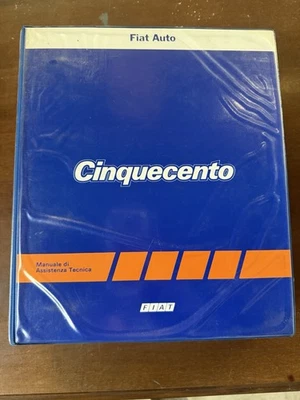 Fiat Auto
Cinquecento
Manuale di
Assistenza Tecnica
FIAT